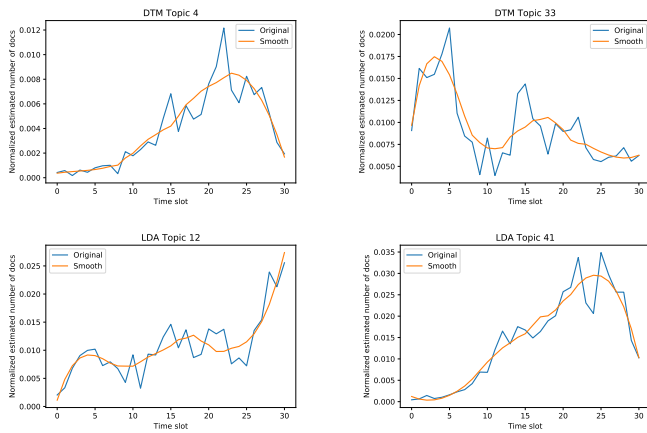 DTM Topic 4
Normalized estimated number of docs
0.012
0.010
0.008
0.006
0.004
0.002
0.000
Original
Smooth
0 5 10 15 20 25 30
Time slot
DTM Topic 33
Normalized estimated number of docs
0.0200
0.0175
0.0150
0.0125
0.0100
0.0075
0.0050
Original
Smooth
0 5 10 15 20 25 30
Time slot
LDA Topic 12
Normalized estimated number of docs
0.025
0.020
0.015
0.010
0.005
0.000
Original
Smooth
0 5 10 15 20 25 30
Time slot
LDA Topic 41
Normalized estimated number of docs
0.035
0.030
0.025
0.020
0.015
0.010
0.005
0.000
Original
Smooth
0 5 10 15 20 25 30
Time slot